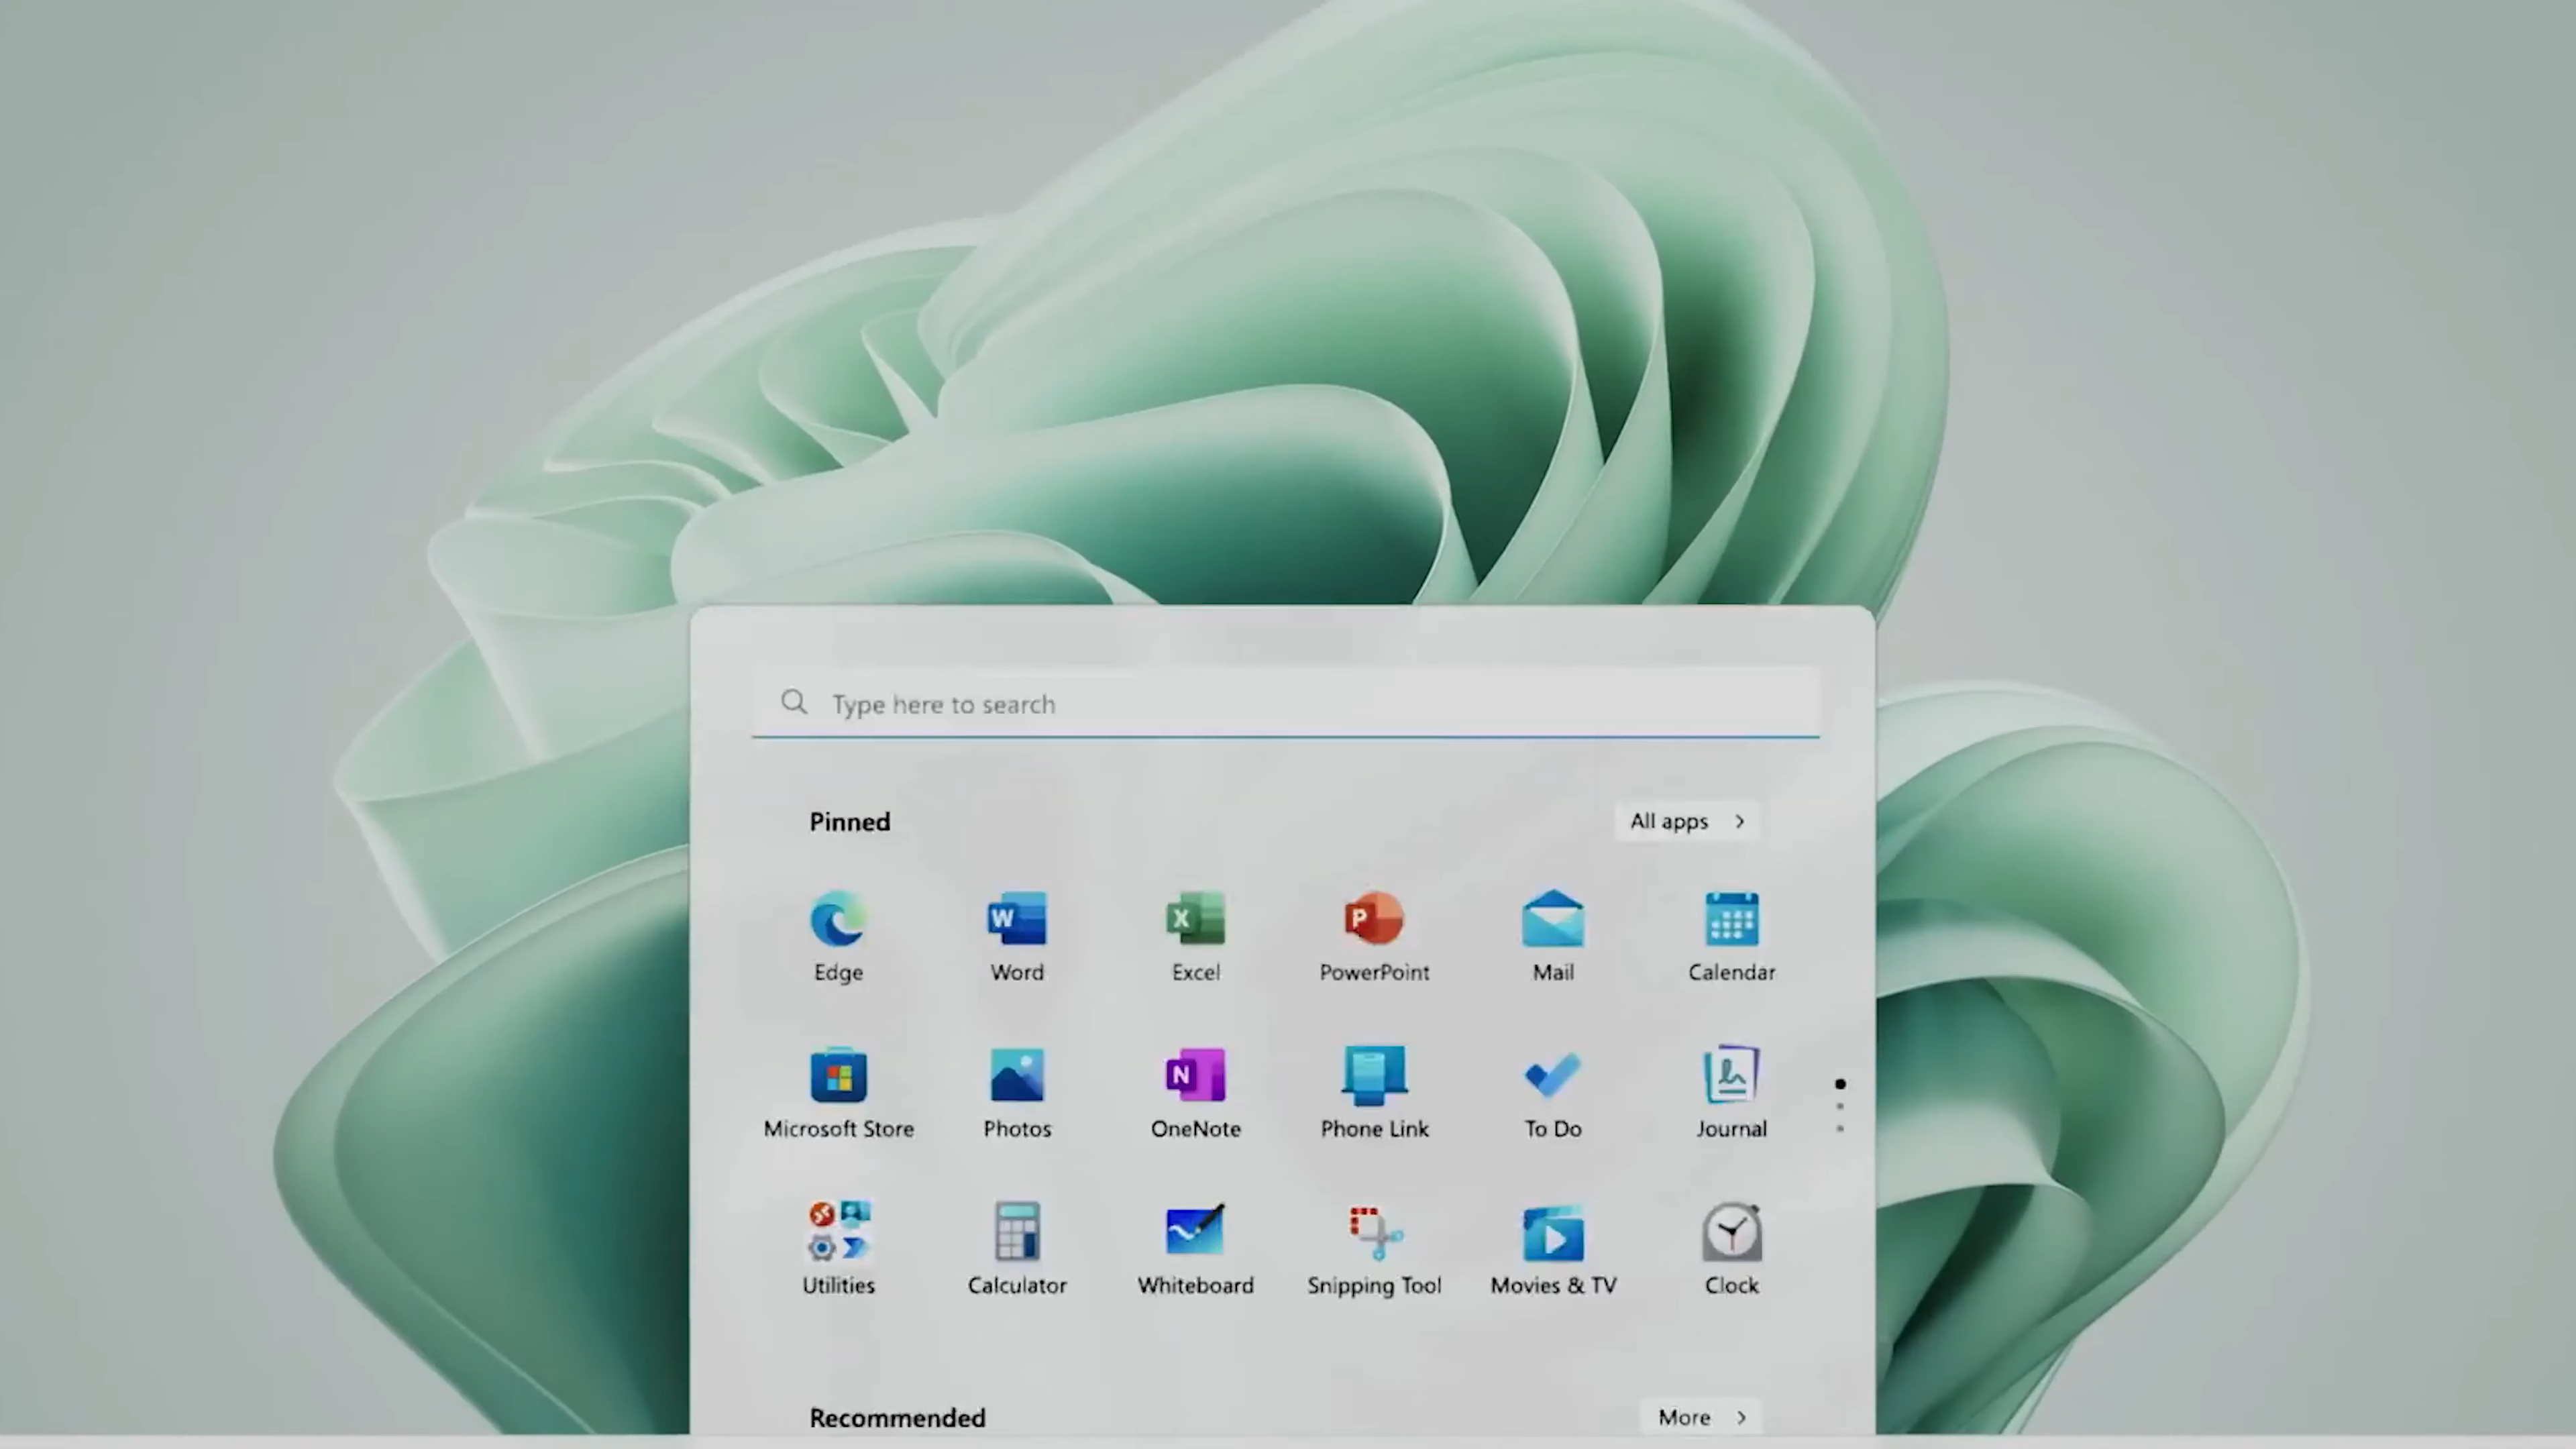 Type here to search
Pinned
All apps
Edge
Word
Excel
PowerPoint
Mail
Calendar
Microsoft Store
Photos
OneNote
Phone Link
To Do
Journal
Utilities
Calculator
Whiteboard
Snipping Tool
Movies & TV
Clock
Recommended
More